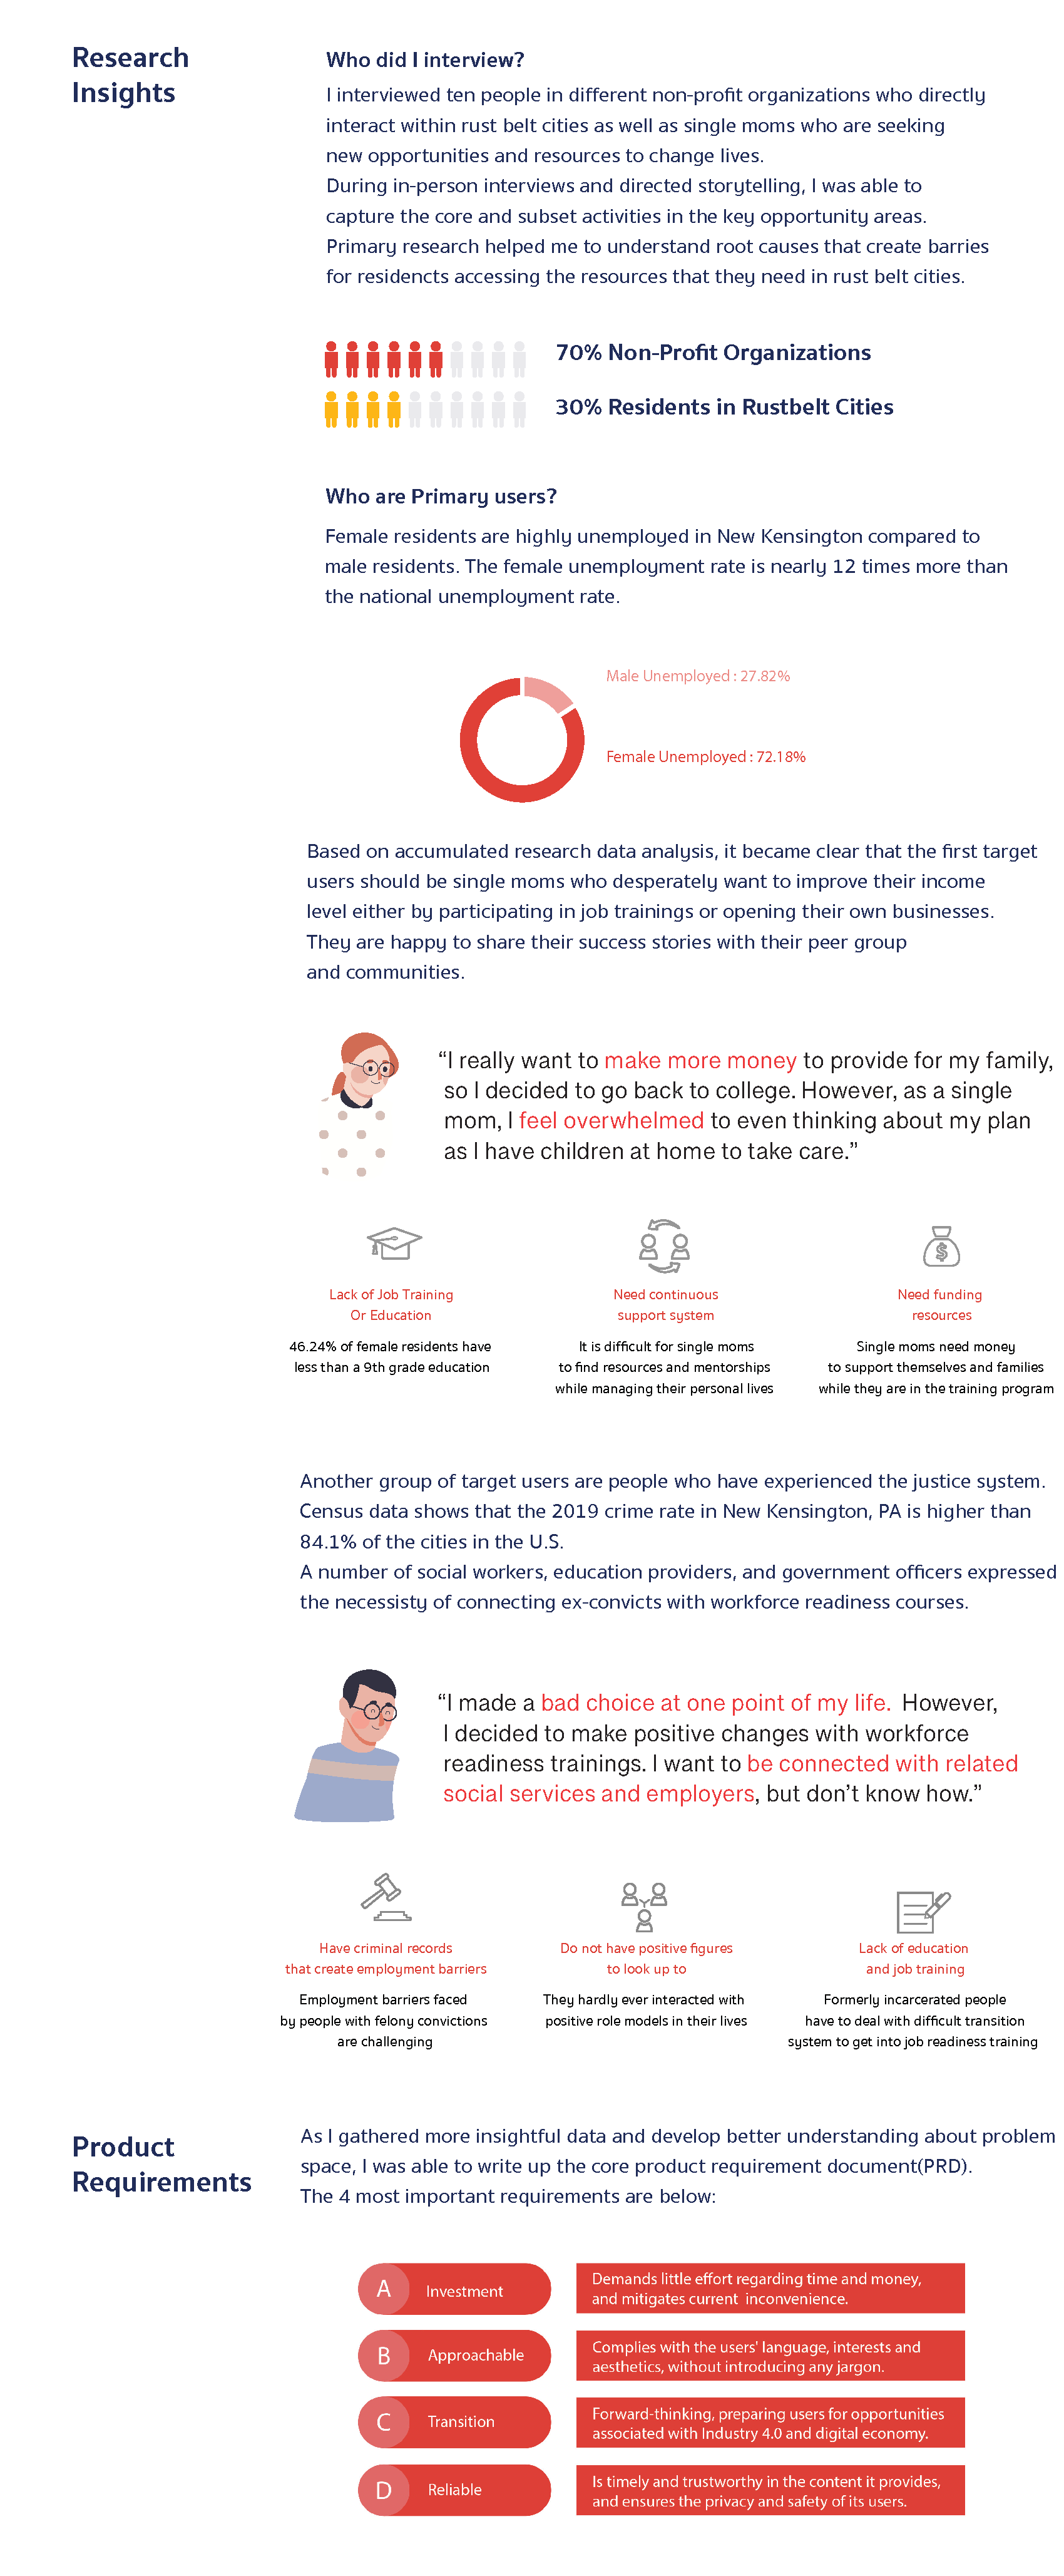 Research
Insights
Who did I interview?
I interviewed ten people in different non-profit organizations who directly
interact within rust belt cities as well as single moms who are seeking
new opportunities and resources to change lives.
During in-person interviews and directed storytelling, I was able to
capture the core and subset activities in the key opportunity areas.
Primary research helped me to understand root causes that create barries
for residencts accessing the resources that they need in rust belt cities.
70% Non-Profit Organizations
30% Residents in Rustbelt Cities
Who are Primary users?
Female residents are highly unemployed in New Kensington compared to
male residents. The female unemployment rate is nearly 12 times more than
the national unemployment rate.
Male Unemployed : 27.82%
Female Unemployed : 72.18%
Based on accumulated research data analysis, it became clear that the first target
users should be single moms who desperately want to improve their income
level either by participating in job trainings or opening their own businesses.
They are happy to share their success stories with their peer group
and communities.
“I really want to make more money to provide for my family,
so I decided to go back to college. However, as a single
mom, I feel overwhelmed to even thinking about my plan
as I have children at home to take care.”
Lack of Job Training
Or Education
46.24% of female residents have
less than a 9th grade education
Need continuous
support system
It is difficult for single moms
to find resources and mentorships
while managing their personal lives
Need funding
resources
Single moms need money
to support themselves and families
while they are in the training program
Another group of target users are people who have experienced the justice system.
Census data shows that the 2019 crime rate in New Kensington, PA is higher than
84.1% of the cities in the U.S.
A number of social workers, education providers, and government officers expressed
the necessisty of connecting ex-convicts with workforce readiness courses.
“I made a bad choice at one point of my life. However,
I decided to make positive changes with workforce
readiness trainings. I want to be connected with related
social services and employers, but don’t know how.”
Have criminal records
that create employment barriers
Employment barriers faced
by people with felony convictions
are challenging
Do not have positive figures
to look up to
They hardly ever interacted with
positive role models in their lives
Lack of education
and job training
Formerly incarcerated people
have to deal with difficult transition
system to get into job readiness training
Product
Requirements
As I gathered more insightful data and develop better understanding about problem
space, I was able to write up the core product requirement document(PRD).
The 4 most important requirements are below:
A Investment
Demands little effort regarding time and money,
and mitigates current inconvenience.
B Approachable
Complies with the users' language, interests and
aesthetics, without introducing any jargon.
C Transition
Forward-thinking, preparing users for opportunities
associated with Industry 4.0 and digital economy.
D Reliable
Is timely and trustworthy in the content it provides,
and ensures the privacy and safety of its users.